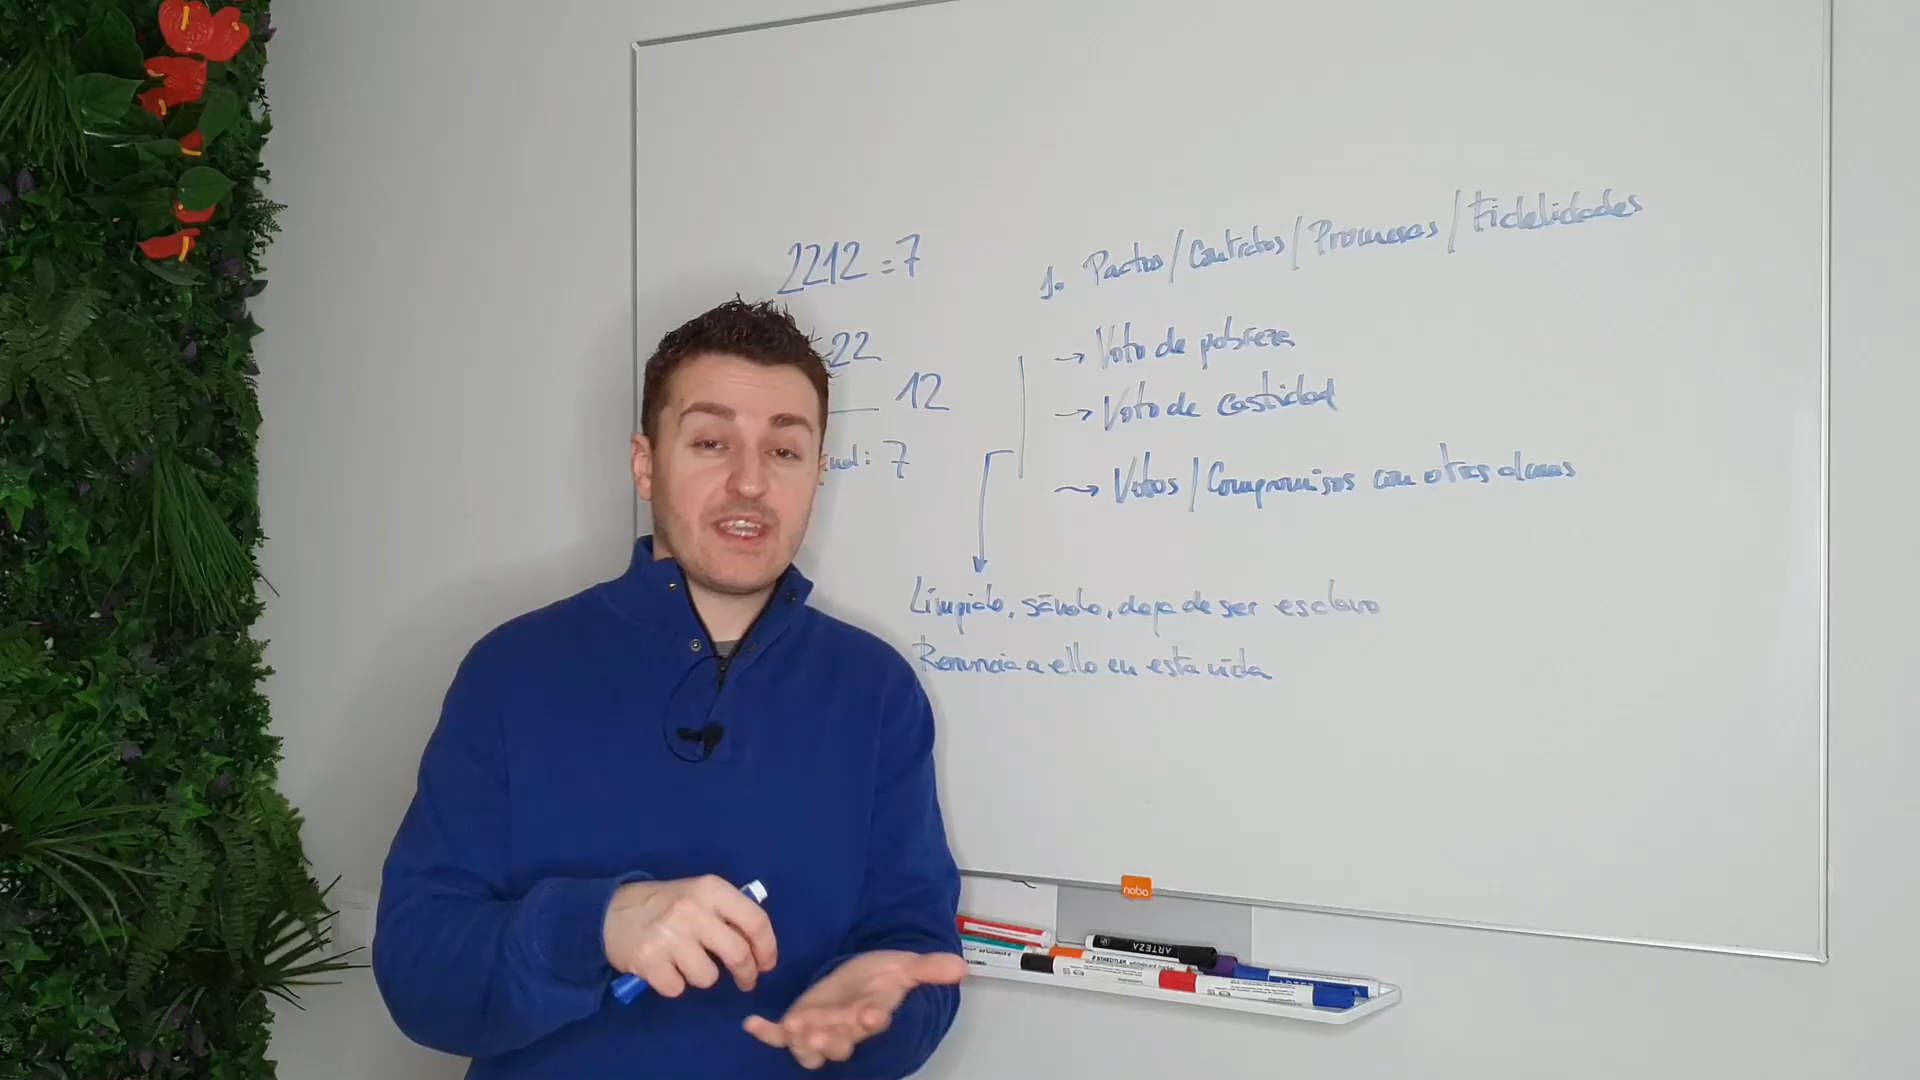 2212 = 7
22
12
7
1. Pactos / Contratos / Promesas / Fidelidades
→ Voto de pobreza
→ Voto de castidad
→ Votos / Compromisos con otras almas
Límpialo, sánalo, deja de ser esclavo
Renuncia a ello en esta vida
nobo
ARTEZA
STAEDTLER